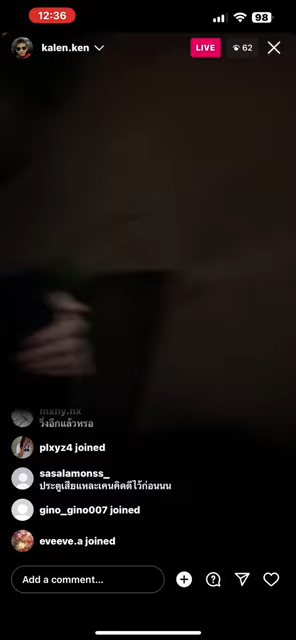 12:36
98
kalen.ken
LIVE
62
mxny.nx
วิ่งอีกแล้วหรอ
plxyz4 joined
sasalamonss_
ประตูเสียแหละเคนคิดดีไว้ก่อนนน
gino_gino007 joined
eveeve.a joined
Add a comment...